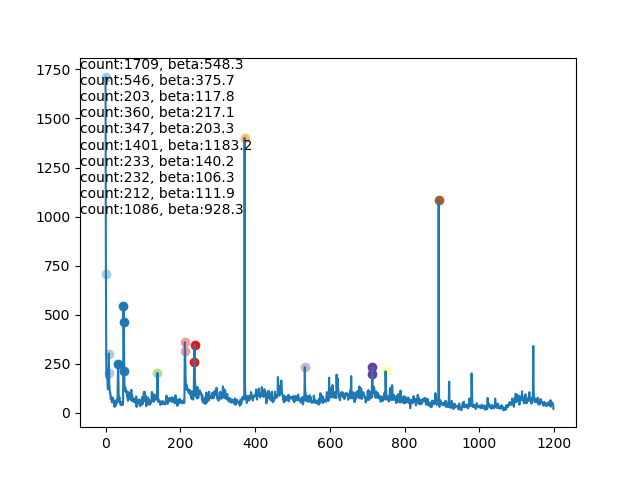 count:1709, beta:548.3
count:546, beta:375.7
count:203, beta:117.8
count:360, beta:217.1
count:347, beta:203.3
count:1401, beta:1183.2
count:233, beta:140.2
count:232, beta:106.3
count:212, beta:111.9
count:1086, beta:928.3
1750
1500
1250
1000
750
500
250
0
0 200 400 600 800 1000 1200